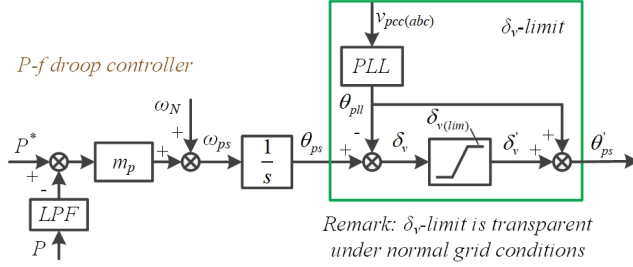 v_pcc(abc)
δ_v-limit
P-f droop controller
PLL
ω_N
θ_pll
δ_v(lim)
P*
+
-
m_p
+
+
ω_ps
1
s
θ_ps
+
-
δ_v
δ'_v
+
+
θ'_ps
LPF
P
Remark: δ_v-limit is transparent
under normal grid conditions